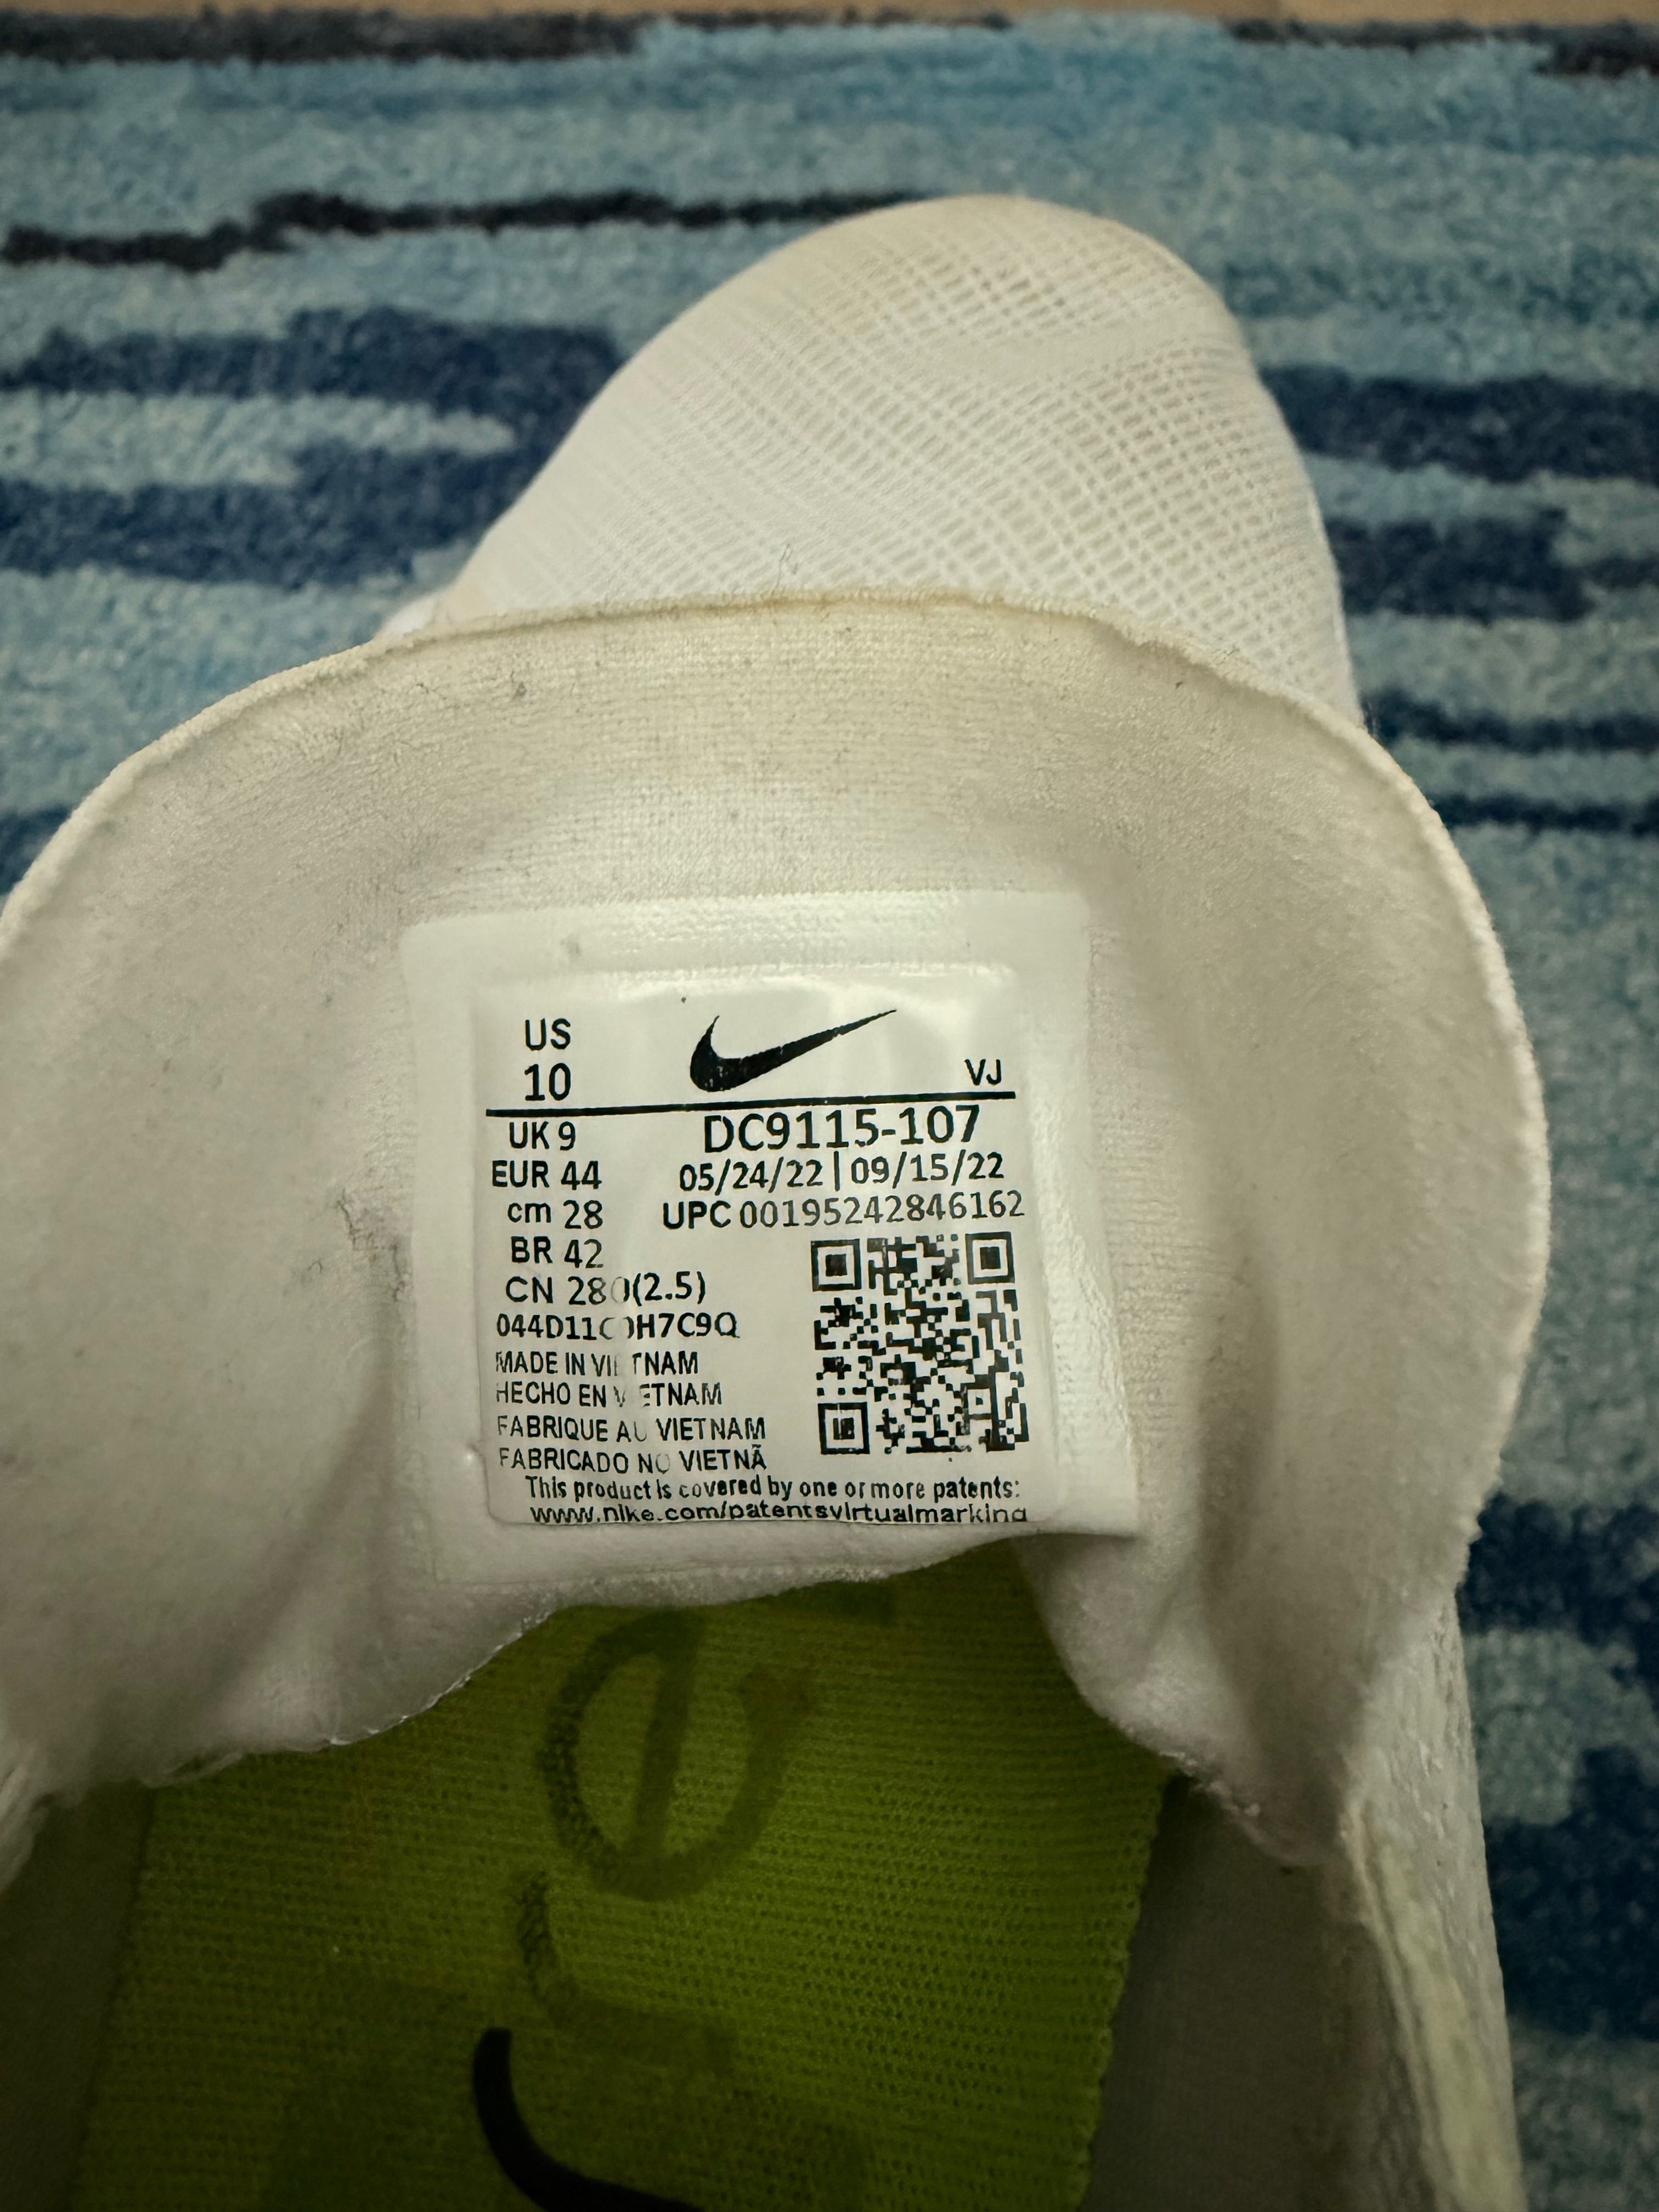 US
10
VJ
UK 9
DC9115-107
EUR 44
05/24/22 | 09/15/22
cm 28
UPC 00195242846162
BR 42
CN 280(2.5)
MADE IN VIETNAM
HECHO EN VIETNAM
FABRIQUE AU VIETNAM
FABRICADO NO VIETNÃ
This product is covered by one or more patents:
www.nike.com/patentsvirtualmarking